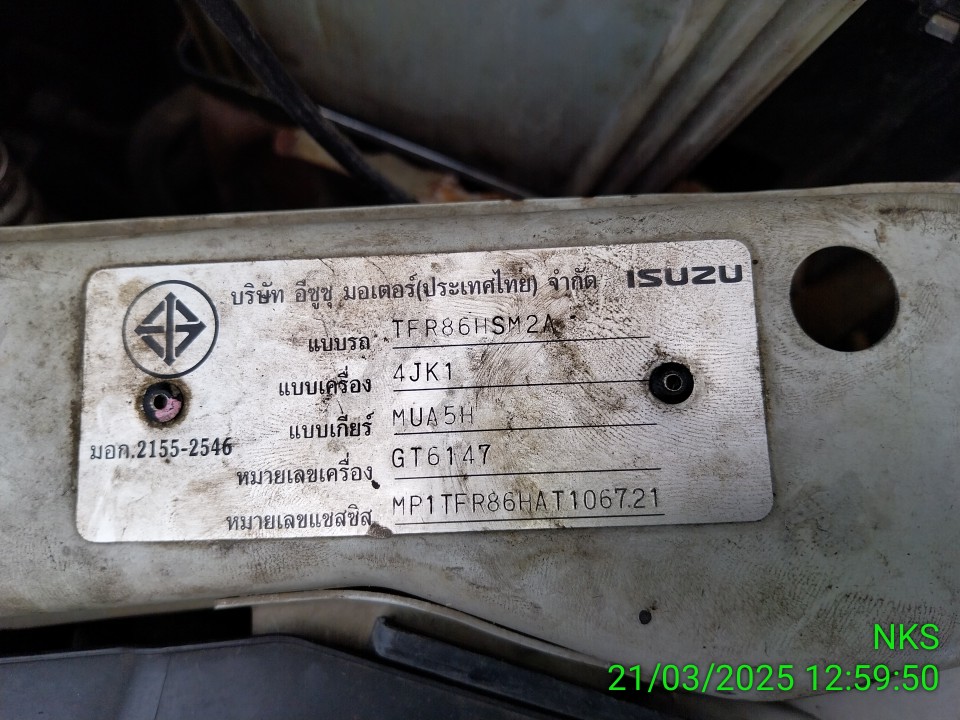 บริษัท อีซูซุ มอเตอร์(ประเทศไทย) จำกัด ISUZU
แบบรถ TFR86HSM2A
แบบเครื่อง 4JK1
แบบเกียร์ MUA5H
มอก.2155-2546
หมายเลขเครื่อง GT6147
หมายเลขแชสซิส MP1TFR86HAT106721
NKS
21/03/2025 12:59:50